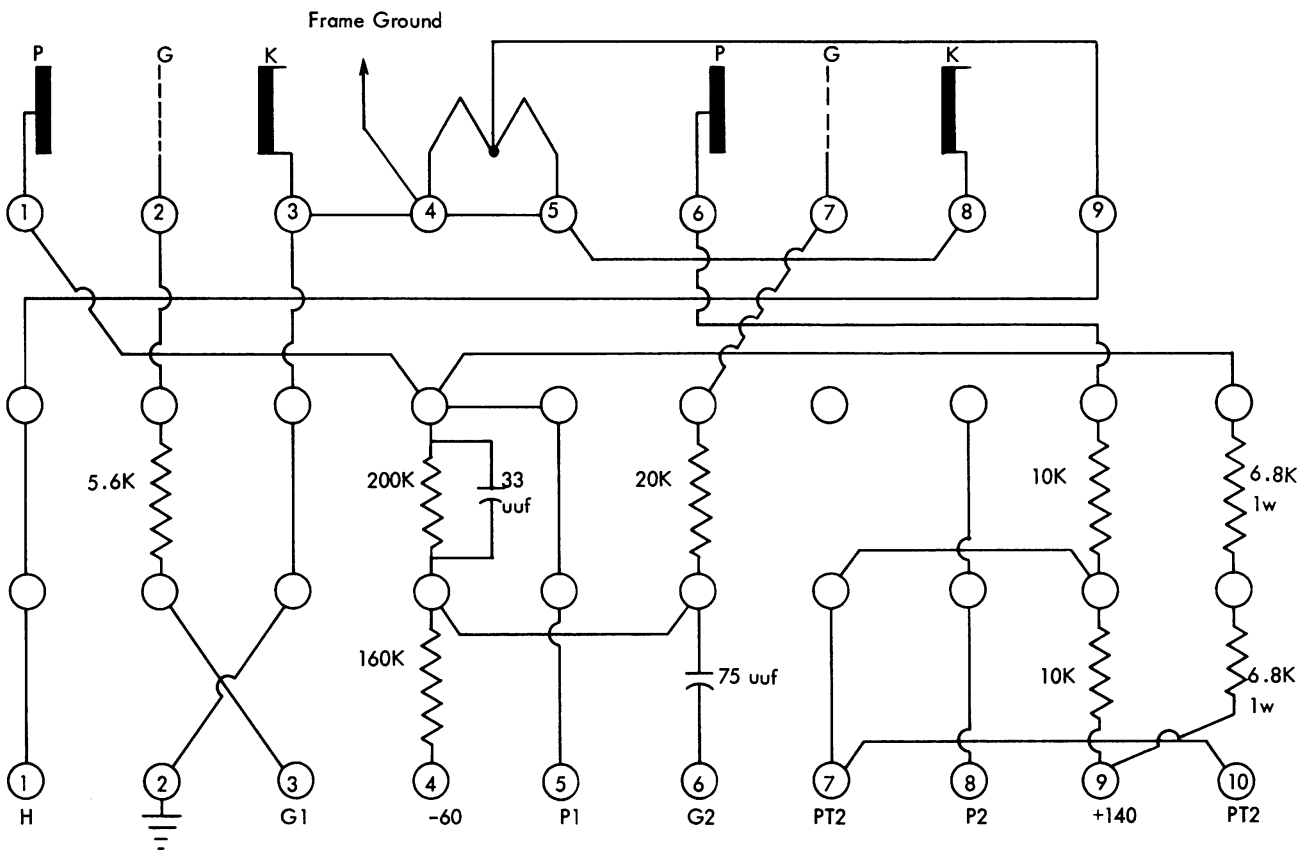 Frame Ground
P G K P G K
1 2 3 4 5 6 7 8 9
5.6K 200K 33 20K 10K 6.8K
uuf 1w
160K 75 uuf 10K 6.8K
1w
1 2 3 4 5 6 7 8 9 10
H G1 -60 P1 G2 PT2 P2 +140 PT2